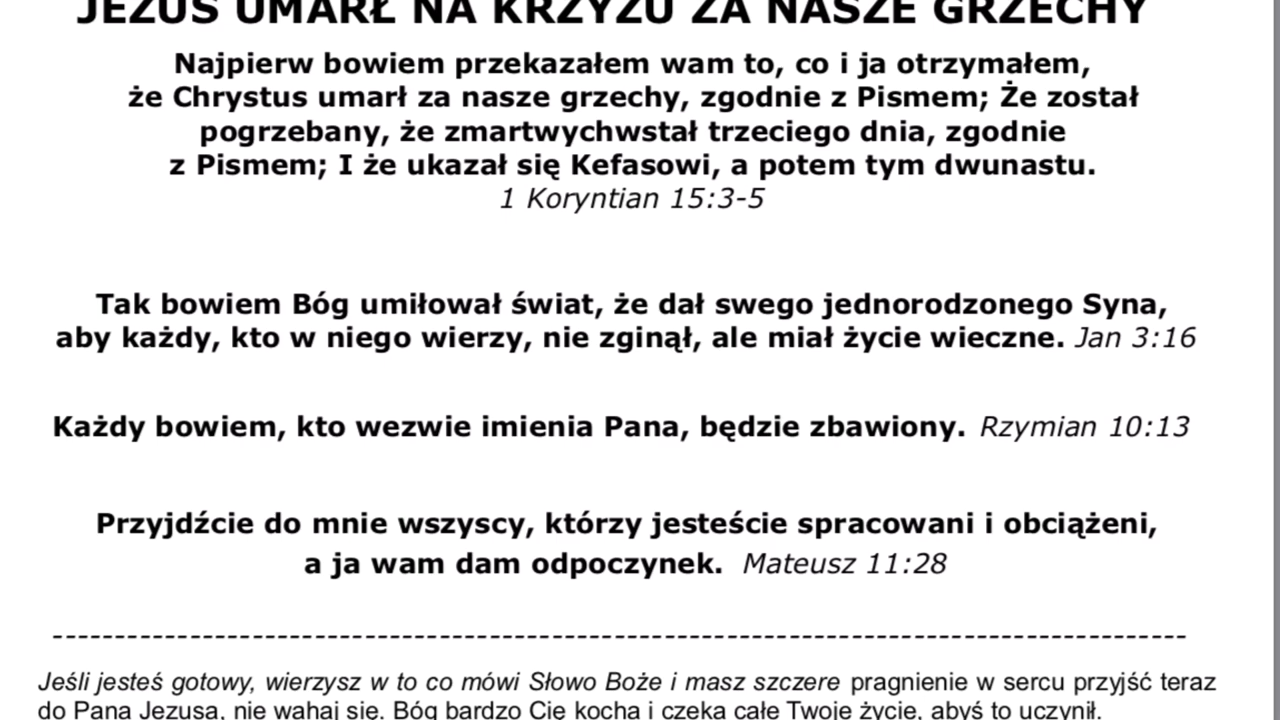 JEZUS UMARŁ NA KRZYŻU ZA NASZE GRZECHY
Najpierw bowiem przekazałem wam to, co i ja otrzymałem,
że Chrystus umarł za nasze grzechy, zgodnie z Pismem; Że został
pogrzebany, że zmartwychwstał trzeciego dnia, zgodnie
z Pismem; I że ukazał się Kefasowi, a potem tym dwunastu.
1 Koryntian 15:3-5
Tak bowiem Bóg umiłował świat, że dał swego jednorodzonego Syna,
aby każdy, kto w niego wierzy, nie zginął, ale miał życie wieczne. Jan 3:16
Każdy bowiem, kto wezwie imienia Pana, będzie zbawiony. Rzymian 10:13
Przyjdźcie do mnie wszyscy, którzy jesteście spracowani i obciążeni,
a ja wam dam odpoczynek. Mateusz 11:28
-------------------------------------------------------------------------------------------
Jeśli jesteś gotowy, wierzysz w to co mówi Słowo Boże i masz szczere pragnienie w sercu przyjść teraz
do Pana Jezusa, nie wahaj się. Bóg bardzo Cię kocha i czeka całe Twoje życie, abyś to uczynił.